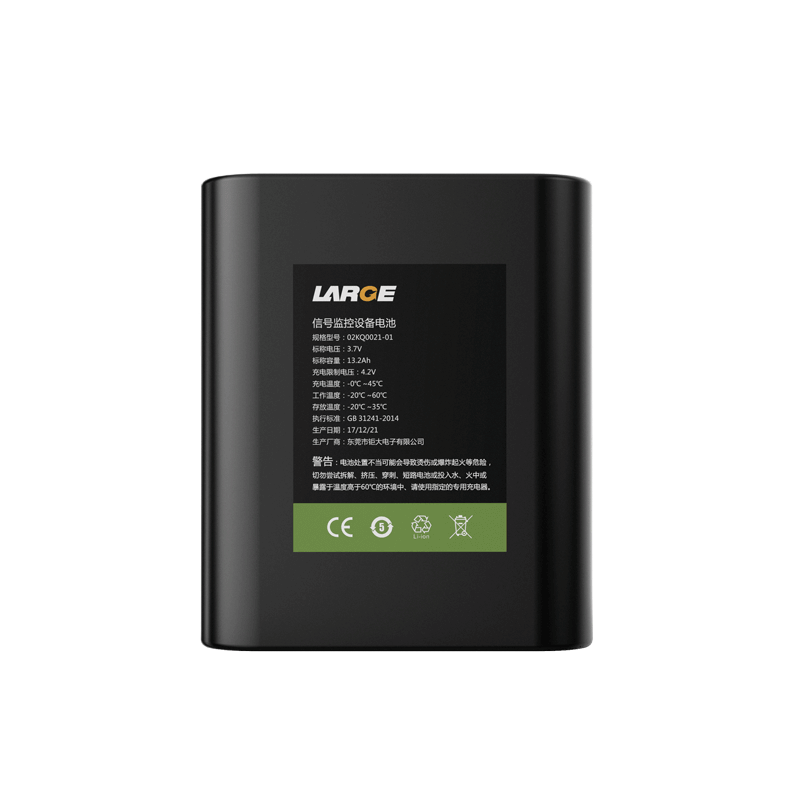 LARGE
信号监控设备电池
规格型号：02KQ0021-01
标称电压：3.7V
标称容量：13.2Ah
充电限制电压：4.2V
充电温度：-0℃ ~45℃
工作温度：-20℃ ~60℃
存放温度：-20℃ ~35℃
执行标准：GB 31241-2014
生产日期：17/12/21
生产厂商：东莞市钜大电子有限公司
警告：电池处置不当可能会导致烫伤或爆炸起火等危险，
切勿尝试拆解、挤压、穿刺、短路电池或投入水、火中或
暴露于温度高于60℃的环境中、请使用指定的专用充电器。
CE 5
Li-ion